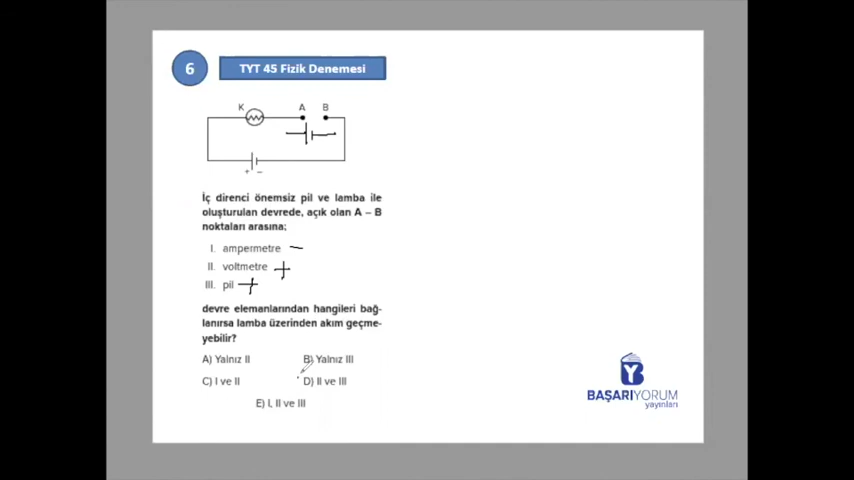 6
TYT 45 Fizik Denemesi
K A B
+ −
İç direnci önemsiz pil ve lamba ile
oluşturulan devrede, açık olan A – B
noktaları arasına;
I. ampermetre −
II. voltmetre +
III. pil +
devre elemanlarından hangileri bağ-
lanırsa lamba üzerinden akım geçme-
yebilir?
A) Yalnız II B) Yalnız III
C) I ve II D) II ve III
E) I, II ve III
BAŞARIYORUM
yayınları